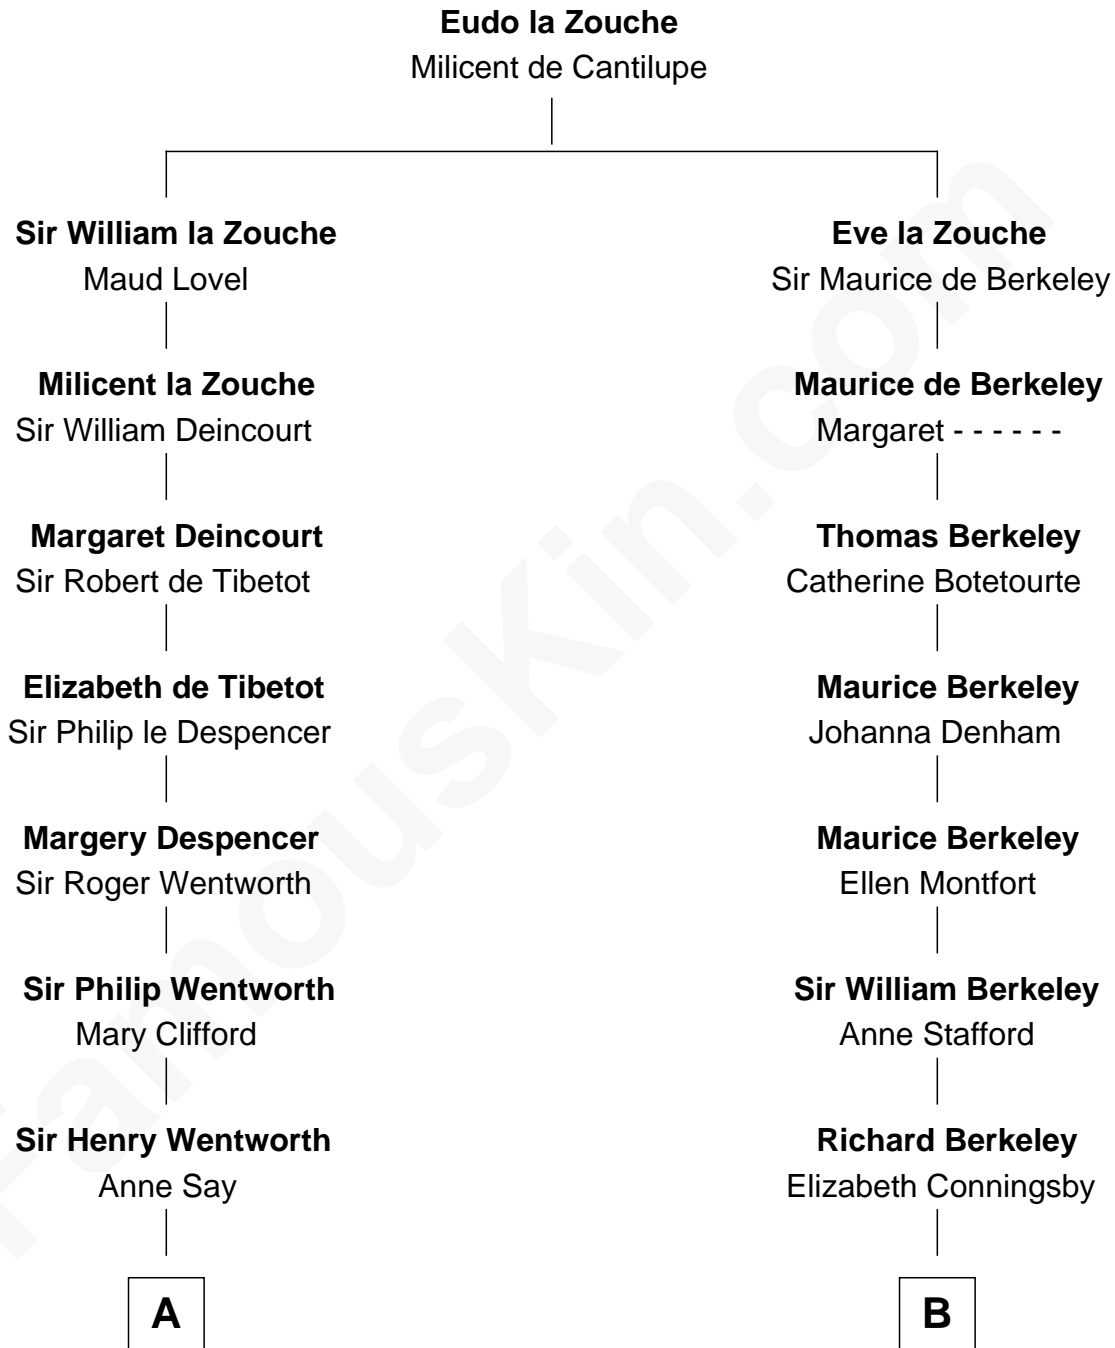 Eudo la Zouche
Milicent de Cantilupe
Sir William la Zouche
Maud Lovel
Eve la Zouche
Sir Maurice de Berkeley
Milicent la Zouche
Sir William Deincourt
Maurice de Berkeley
Margaret - - - - - -
Margaret Deincourt
Sir Robert de Tibetot
Thomas Berkeley
Catherine Botetourte
Elizabeth de Tibetot
Sir Philip le Despencer
Maurice Berkeley
Johanna Denham
Margery Despencer
Sir Roger Wentworth
Maurice Berkeley
Ellen Montfort
Sir Philip Wentworth
Mary Clifford
Sir William Berkeley
Anne Stafford
Sir Henry Wentworth
Anne Say
Richard Berkeley
Elizabeth Conningsby
A
B
FamousKin.com